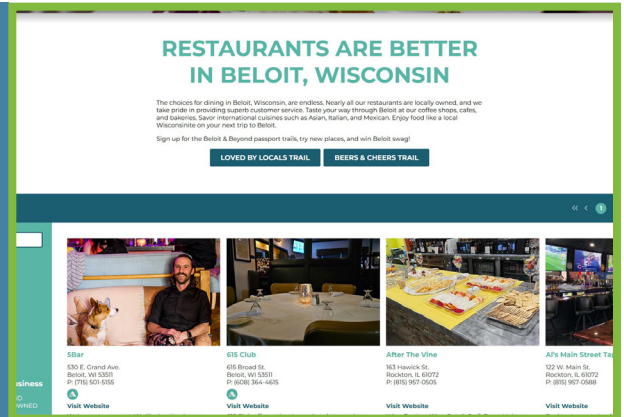 RESTAURANTS ARE BETTER
IN BELOIT, WISCONSIN
The choices for dining in Beloit, Wisconsin, are endless. Nearly all our restaurants are locally owned, and we
take pride in providing superb customer service. Taste your way through Beloit at our coffee shops, cafes,
and bakeries. Savor international cuisines such as Asian, Italian, and Mexican. Enjoy food like a local
Wisconsinite on your next trip to Beloit.
Sign up for the Beloit & Beyond passport trails, try new places, and win Beloit swag!
LOVED BY LOCALS TRAIL
BEERS & CHEERS TRAIL
1
5Bar
530 E. Grand Ave.
Beloit, WI 53511
P: (715) 501-5155
Visit Website
615 Club
615 Broad St.
Beloit, WI 53511
P: (608) 364-4615
Visit Website
After The Vine
163 Hawick St.
Rockton, IL 61072
P: (815) 957-0505
Visit Website
Al's Main Street Ta
122 W. Main St.
Rockton, IL 61072
P: (815) 957-0588
Visit Website
usiness
WNED